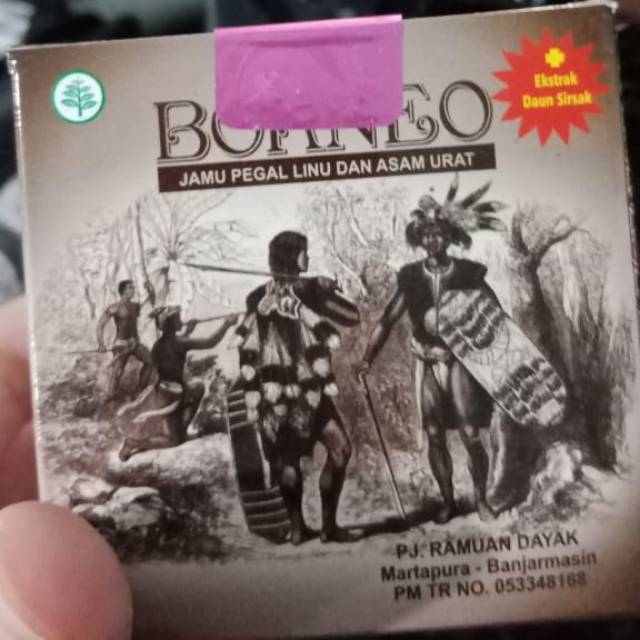 BORNEO
JAMU PEGAL LINU DAN ASAM URAT
Ekstrak
Daun Sirsak
PJ. RAMUAN DAYAK
Martapura - Banjarmasin
PM TR NO. 053348168